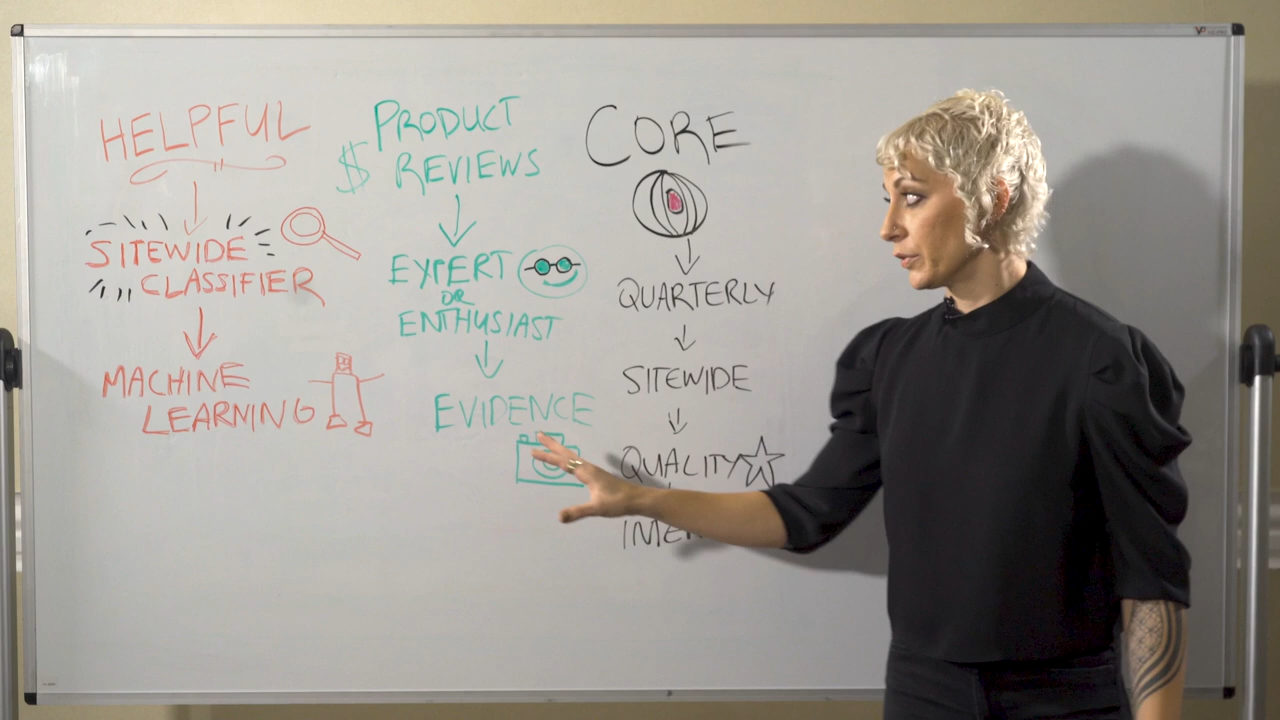 HELPFUL
SITEWIDE
CLASSIFIER
MACHINE
LEARNING
PRODUCT
$ REVIEWS
EXPERT
OR
ENTHUSIAST
EVIDENCE
CORE
QUARTERLY
SITEWIDE
QUALITY